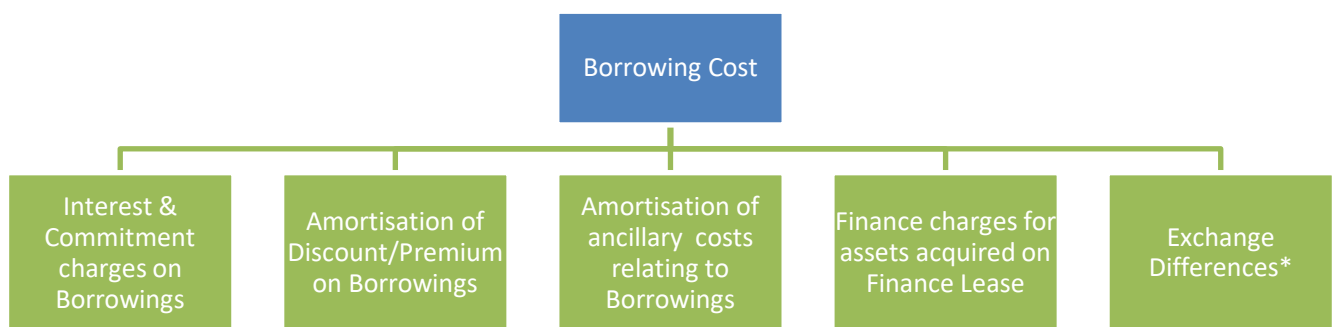 Borrowing Cost
Interest &
Commitment
charges on
Borrowings
Amortisation of
Discount/Premium
on Borrowings
Amortisation of
ancillary costs
relating to
Borrowings
Finance charges for
assets acquired on
Finance Lease
Exchange
Differences*